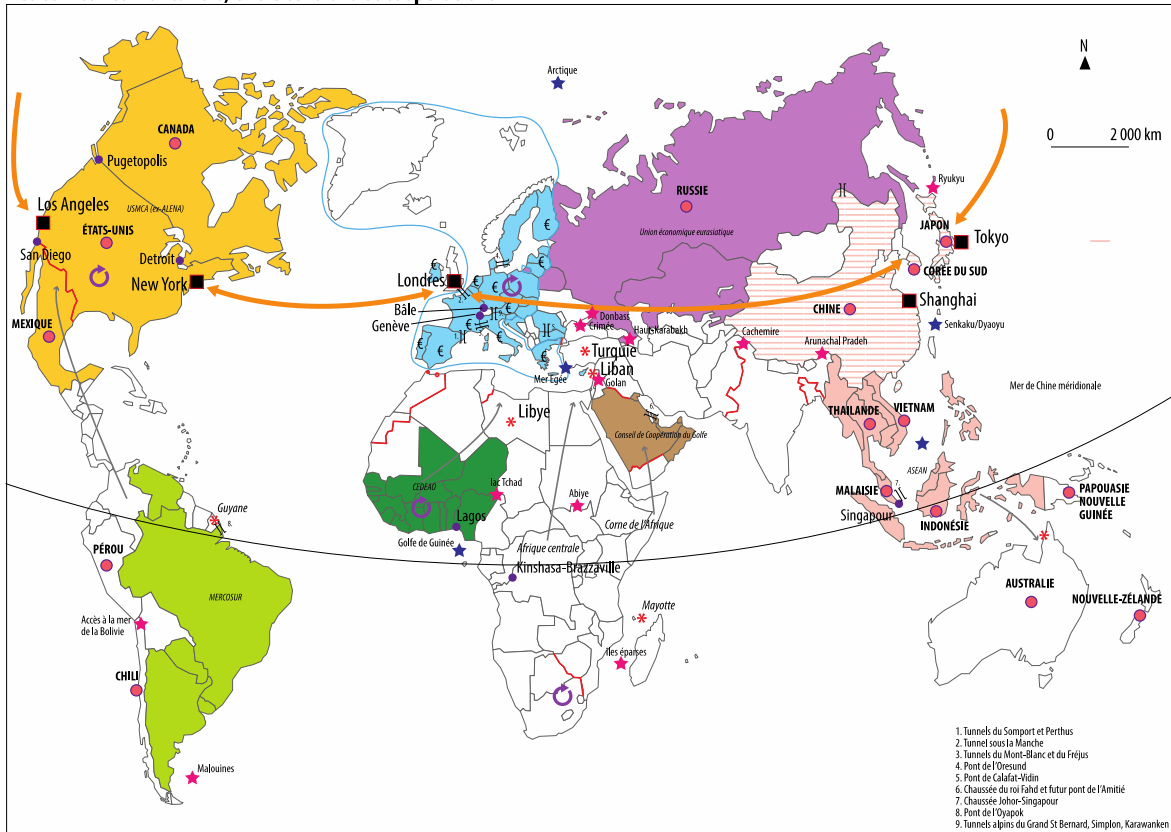 Arctique
N
0 2 000 km
CANADA
Pugetopolis
Ryukyu
RUSSIE
Los Angeles
USMCA (ex-ALENA)
ÉTATS-UNIS
Union économique eurasiatique
JAPON
Tokyo
San Diego
Detroit
New York
Londres
CORÉE DU SUD
Shanghai
Bâle
Genève
MEXIQUE
Donbass
Crimée
Haut-Karabakh
CHINE
Senkaku/Dyaoyu
Cachemire
Arunachal Pradeh
Turquie
Liban
Mer Egée
Golan
Mer de Chine méridionale
Libye
THAILANDE
VIETNAM
Conseil de Coopération du Golfe
6.
ASEAN
CEDEAO
lac Tchad
Abiye
7.
MALAISIE
Singapour
INDONÉSIE
PAPOUASIE
NOUVELLE
GUINÉE
Guyane
8.
Lagos
Corne de l'Afrique
Golfe de Guinée
Afrique centrale
Kinshasa-Brazzaville
PÉROU
MERCOSUR
AUSTRALIE
NOUVELLE-ZÉLANDE
Mayotte
Accès à la mer
de la Bolivie
Iles éparses
CHILI
Malouines
€ € € € € € € € €
1. Tunnels du Somport et Perthus
2. Tunnel sous la Manche
3. Tunnels du Mont-Blanc et du Fréjus
4. Pont de l'Oresund
5. Pont de Calafat-Vidin
6. Chaussée du roi Fahd et futur pont de l'Amitié
7. Chaussée Johor-Singapour
8. Pont de l'Oyapok
9. Tunnels alpins du Grand St Bernard, Simplon, Karawanken